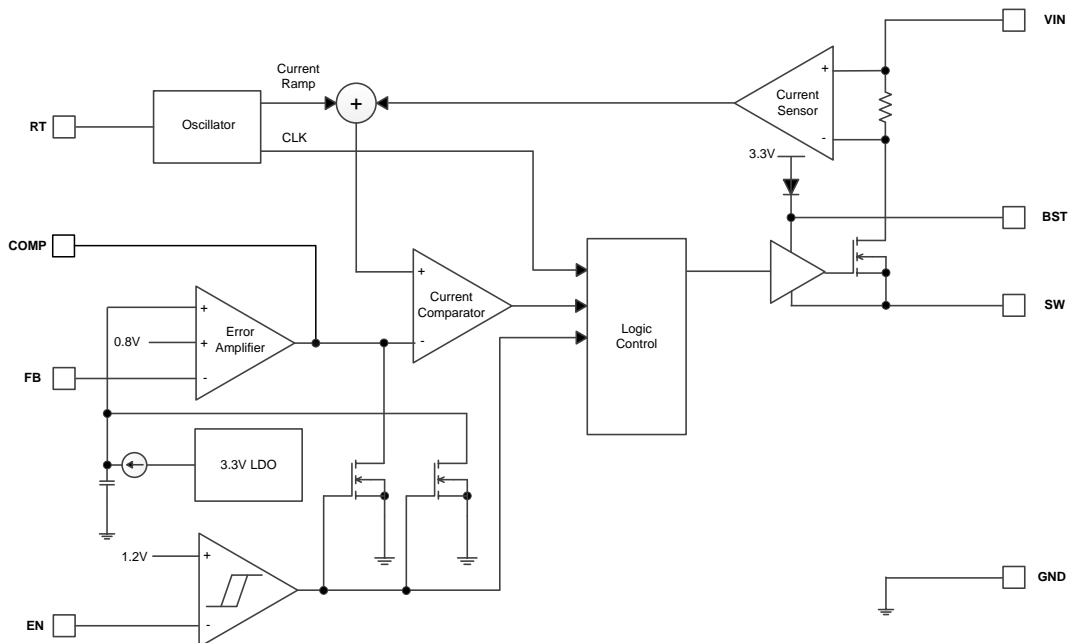 VIN
Current
Ramp
+
+
Current
Sensor
-
RT
Oscillator
CLK
3.3V
BST
COMP
+
Current
Comparator
-
Logic
Control
SW
+
Error
Amplifier
0.8V
+
-
FB
3.3V LDO
1.2V
+
-
EN
GND